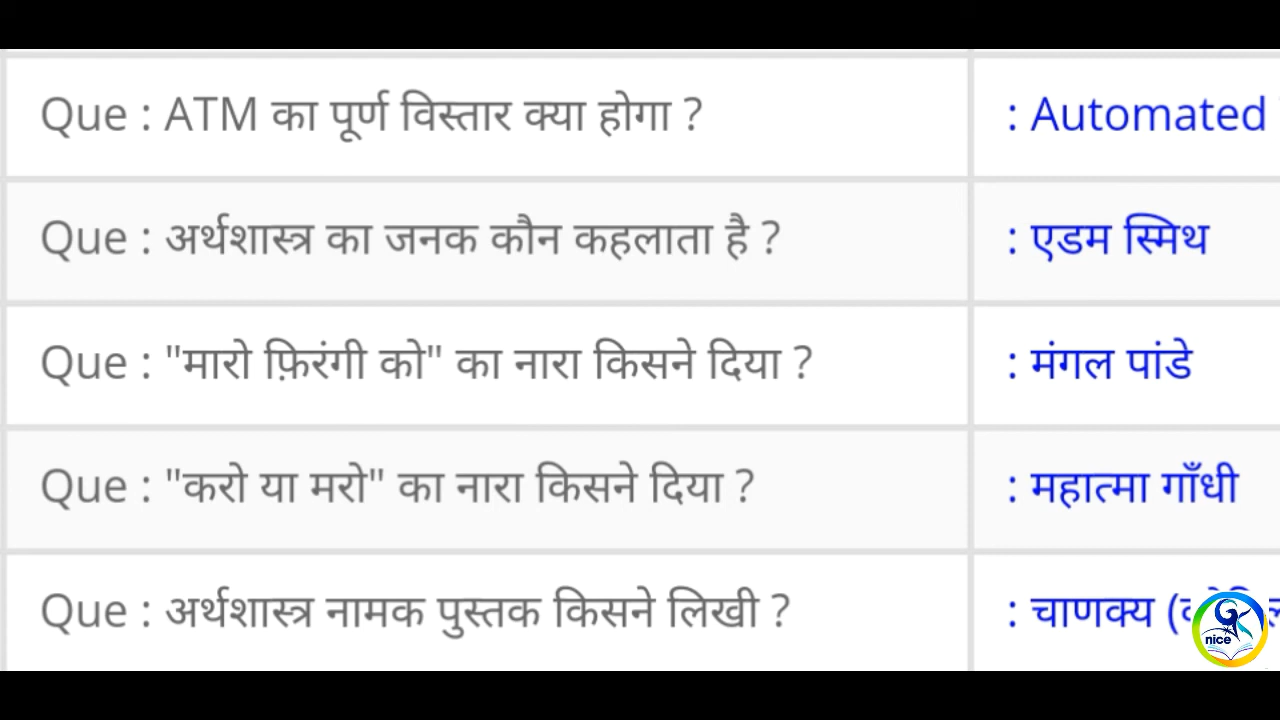 Que : ATM का पूर्ण विस्तार क्या होगा ? : Automated
Que : अर्थशास्त्र का जनक कौन कहलाता है ? : एडम स्मिथ
Que : "मारो फ़िरंगी को" का नारा किसने दिया ? : मंगल पांडे
Que : "करो या मरो" का नारा किसने दिया ? : महात्मा गाँधी
Que : अर्थशास्त्र नामक पुस्तक किसने लिखी ? : चाणक्य
nice